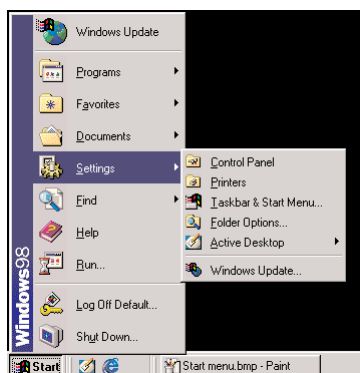 Windows Update
Programs
Favorites
Documents
Settings
Find
Help
Run...
Log Off Default...
Shut Down...
Windows98
Control Panel
Printers
Taskbar & Start Menu...
Folder Options...
Active Desktop
Windows Update...
Start
Start menu.bmp - Paint